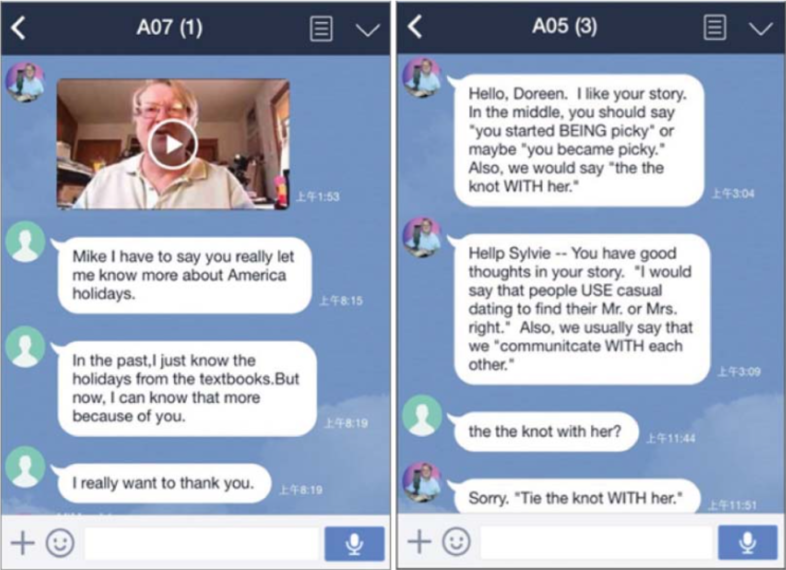 A07 (1)
上午1:53
Mike I have to say you really let
me know more about America
holidays.
上午8:15
In the past,I just know the
holidays from the textbooks.But
now, I can know that more
because of you.
上午8:19
I really want to thank you.
上午8:19
A05 (3)
Hello, Doreen.  I like your story.
In the middle, you should say
"you started BEING picky" or
maybe "you became picky."
Also, we would say "the the
knot WITH her."
上午3:04
Hellp Sylvie -- You have good
thoughts in your story.  "I would
say that people USE casual
dating to find their Mr. or Mrs.
right."  Also, we usually say that
we "communitcate WITH each
other."
上午3:09
the the knot with her?
上午11:44
Sorry. "Tie the knot WITH her."
上午11:51